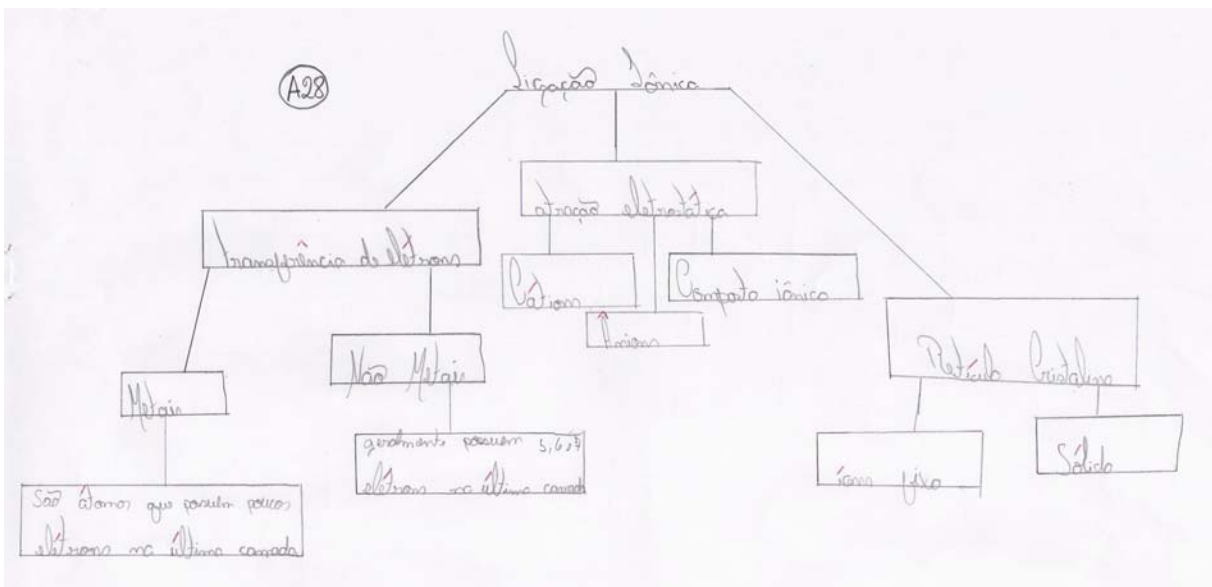 A28
Ligação Iônica
atração eletrostática
Transferência de elétrons
Cátions
Composto iônico
Ânions
Não Metais
Retículo Cristalino
Metais
geralmente possuem 5,6,7
elétrons na última camada
Sólido
íons fixo
São átomos que possuem poucos
elétrons na última camada